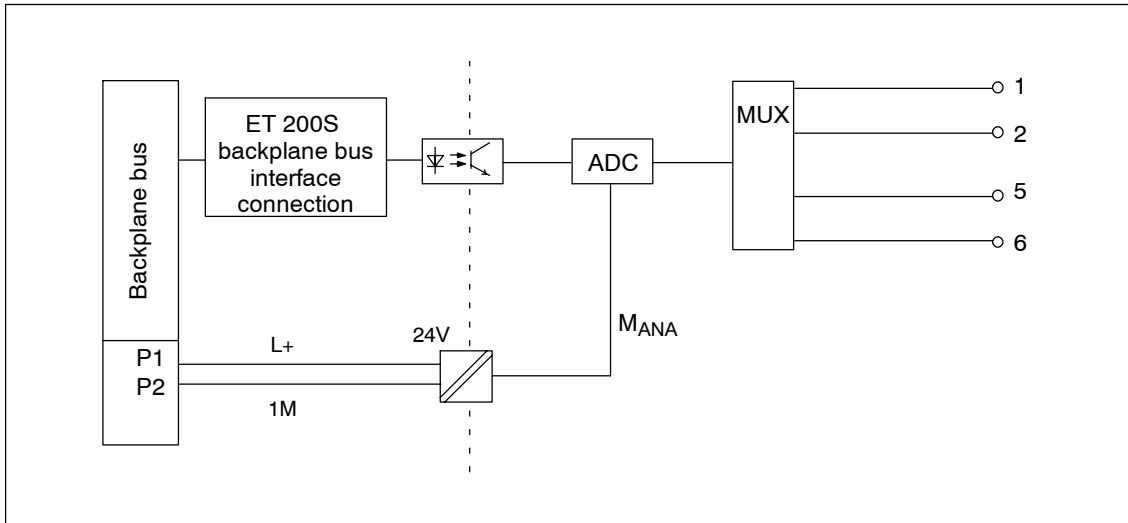 Backplane bus
ET 200S
backplane bus
interface
connection
ADC
MUX
1
2
5
6
24V
L+
1M
P1
P2
MANA